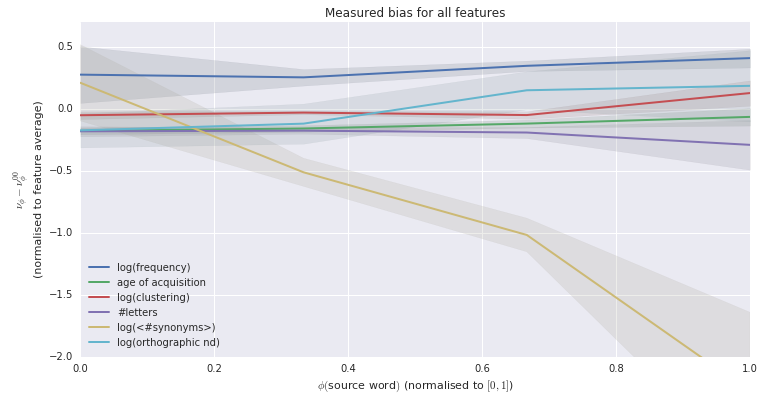 Measured bias for all features
0.5
0.0
−0.5
−1.0
−1.5
−2.0
ν_ϕ − ν_ϕ^00
(normalised to feature average)
log(frequency)
age of acquisition
log(clustering)
#letters
log(<#synonyms>)
log(orthographic nd)
0.0 0.2 0.4 0.6 0.8 1.0
ϕ(source word) (normalised to [0, 1])